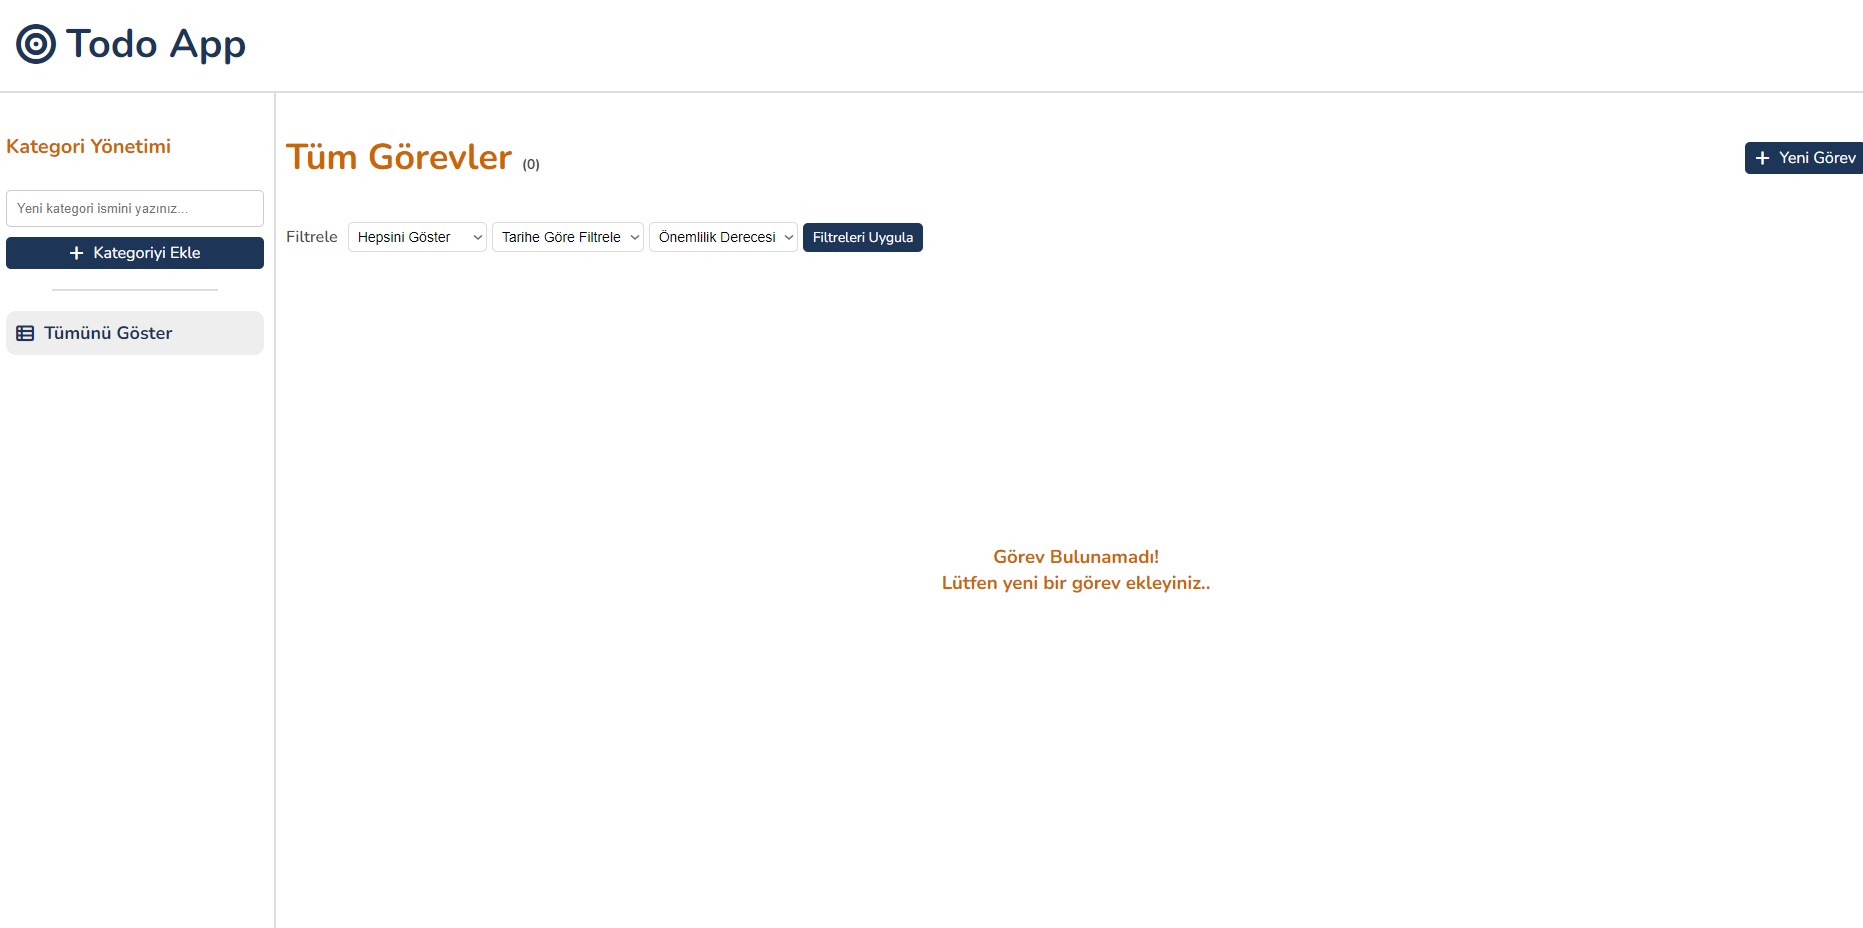 Todo App
Kategori Yönetimi
Yeni kategori ismini yazınız...
Kategoriyi Ekle
Tümünü Göster
Tüm Görevler (0)
Yeni Görev
Filtrele Hepsini Göster Tarihe Göre Filtrele Önemlilik Derecesi Filtreleri Uygula
Görev Bulunamadı!
Lütfen yeni bir görev ekleyiniz..